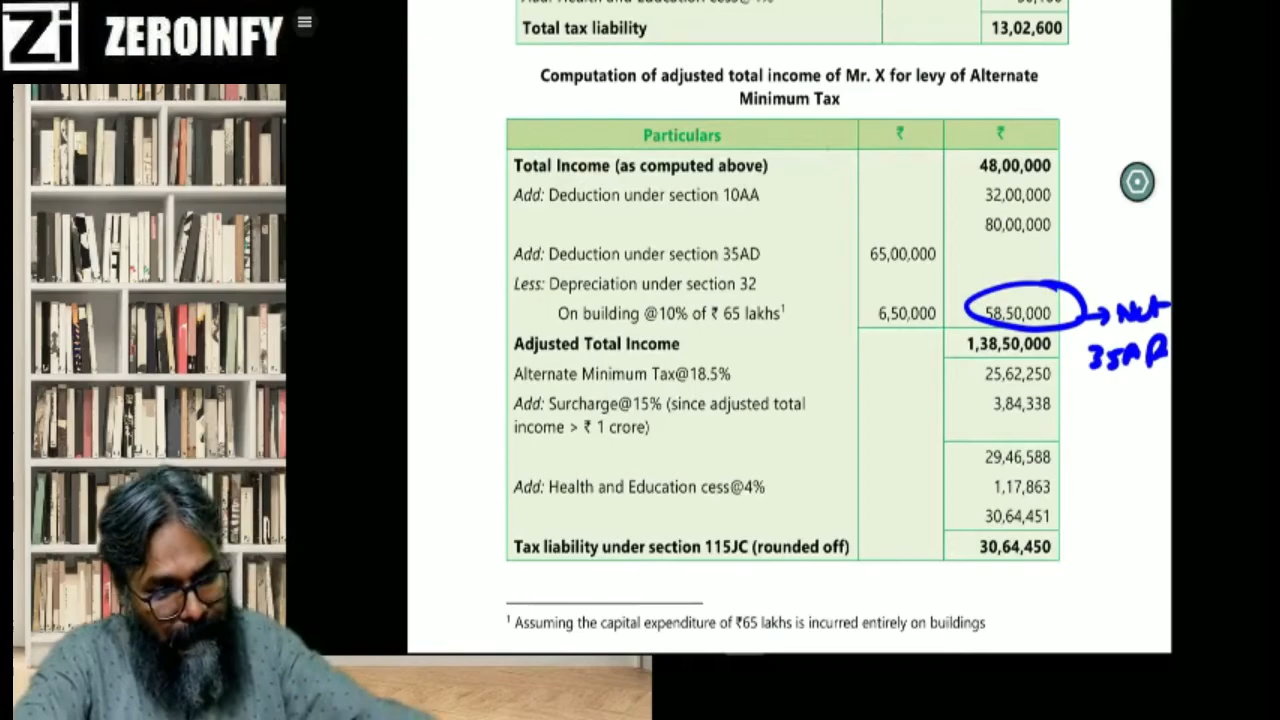 Zi ZEROINFY
Total tax liability 13,02,600
Computation of adjusted total income of Mr. X for levy of Alternate
Minimum Tax
Particulars ₹ ₹
Total Income (as computed above) 48,00,000
Add: Deduction under section 10AA 32,00,000
80,00,000
Add: Deduction under section 35AD 65,00,000
Less: Depreciation under section 32
On building @10% of ₹ 65 lakhs¹ 6,50,000 58,50,000 → Net
35AD
Adjusted Total Income 1,38,50,000
Alternate Minimum Tax@18.5% 25,62,250
Add: Surcharge@15% (since adjusted total 3,84,338
income > ₹ 1 crore)
29,46,588
Add: Health and Education cess@4% 1,17,863
30,64,451
Tax liability under section 115JC (rounded off) 30,64,450
¹ Assuming the capital expenditure of ₹65 lakhs is incurred entirely on buildings